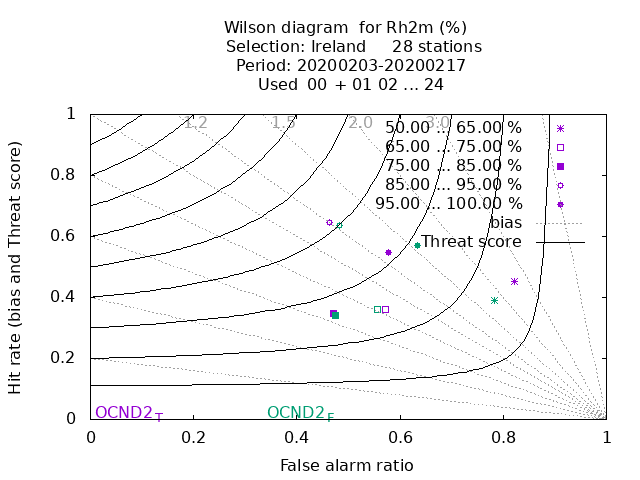 Wilson diagram for Rh2m (%)
Selection: Ireland 28 stations
Period: 20200203-20200217
Used 00 + 01 02 ... 24
1.2 1.5 2.0 3.0
50.00 ... 65.00 %
65.00 ... 75.00 %
75.00 ... 85.00 %
85.00 ... 95.00 %
95.00 ... 100.00 %
bias
Threat score
1
0.8
0.6
0.4
0.2
0
Hit rate (bias and Threat score)
OCND2_T OCND2_F
0 0.2 0.4 0.6 0.8 1
False alarm ratio